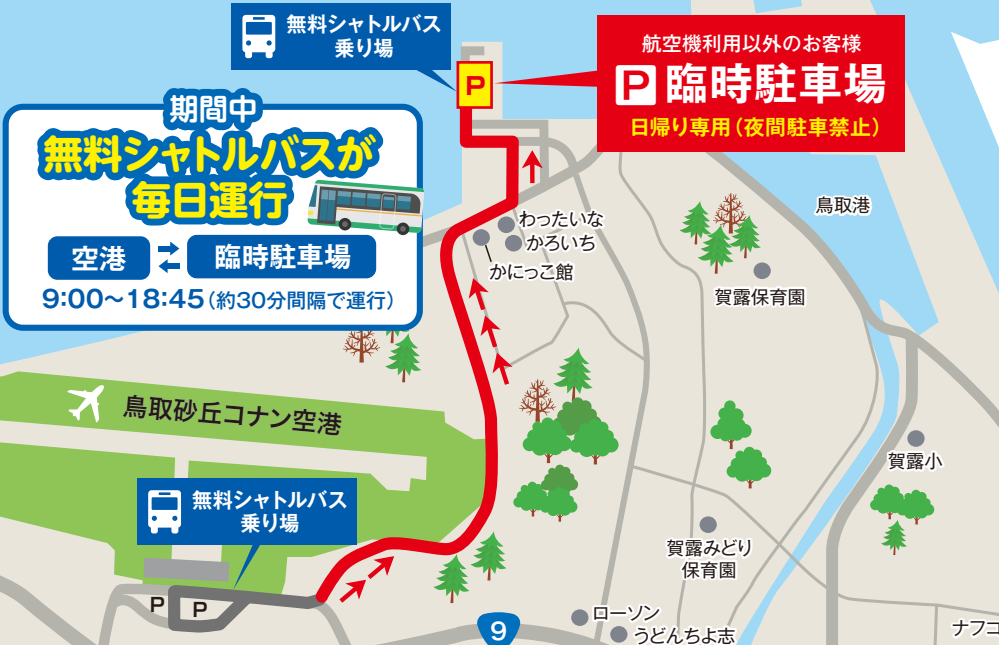 無料シャトルバス
乗り場
P
航空機利用以外のお客様
P 臨時駐車場
日帰り専用(夜間駐車禁止)
期間中
無料シャトルバスが
毎日運行
空港
臨時駐車場
9:00〜18:45(約30分間隔で運行)
わったいな
かろいち
かにっこ館
鳥取港
賀露保育園
鳥取砂丘コナン空港
賀露小
無料シャトルバス
乗り場
賀露みどり
保育園
P
P
9
ローソン
うどんちよ志
ナフコ